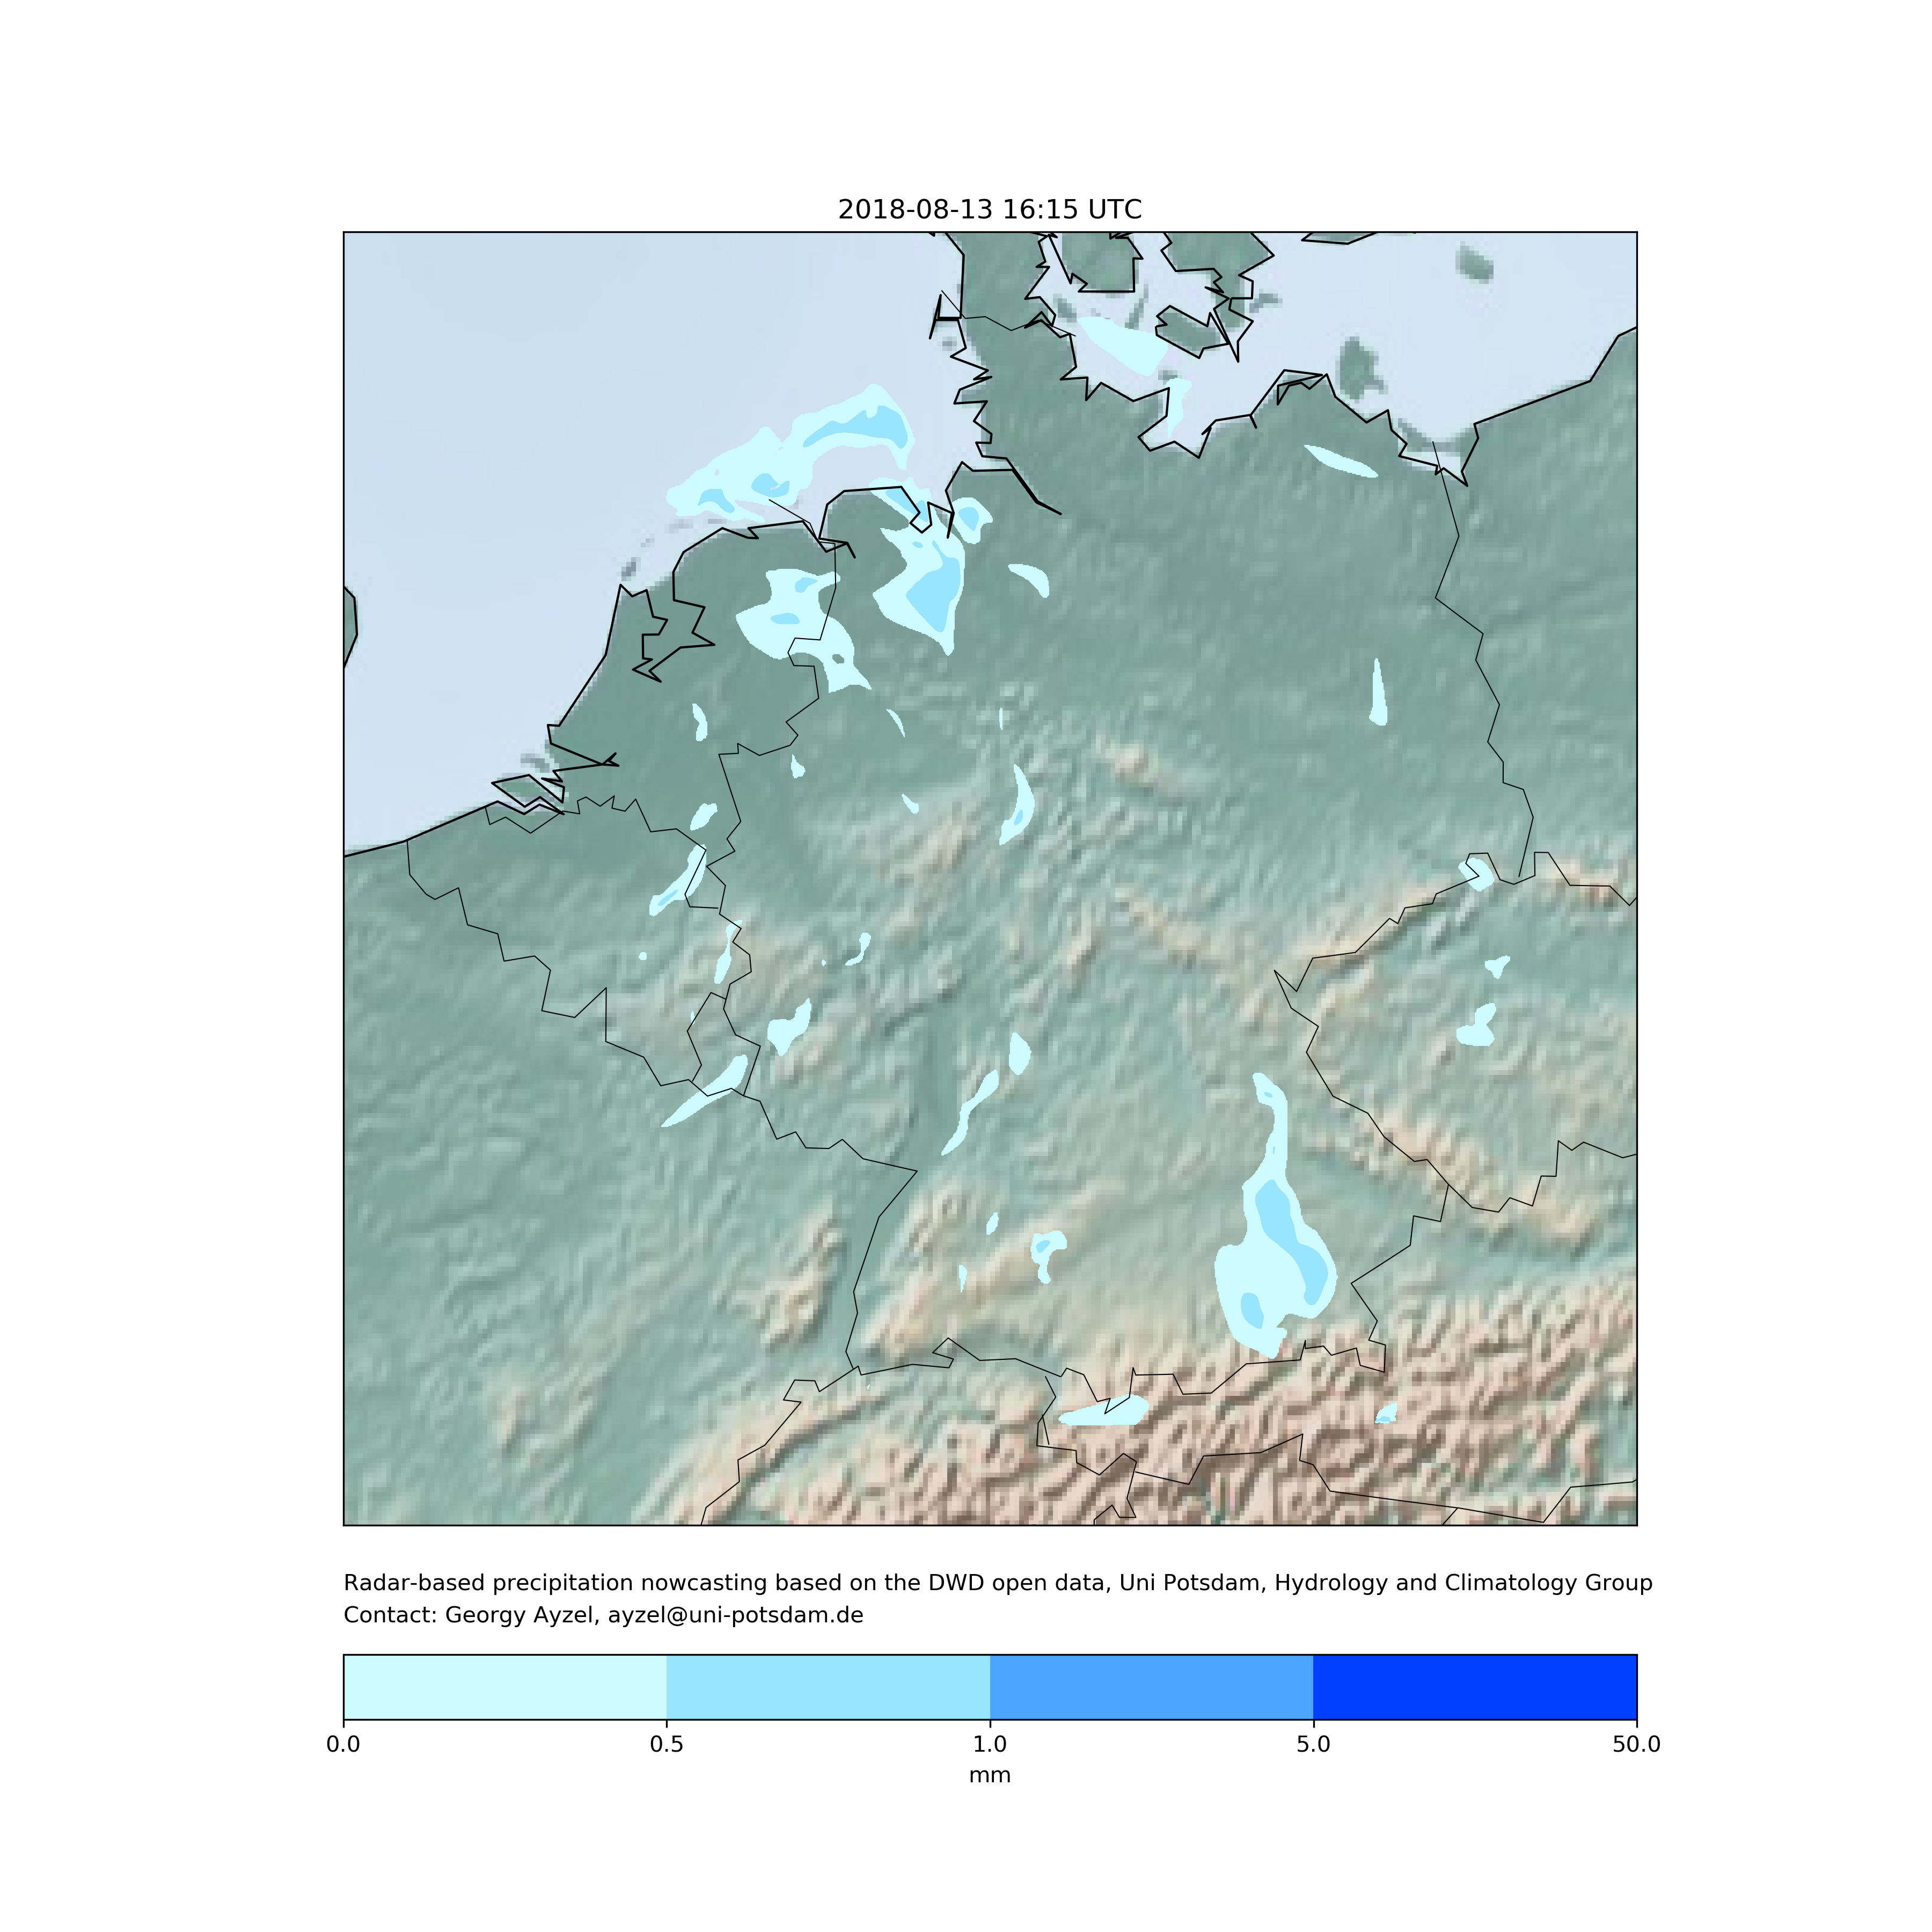 2018-08-13 16:15 UTC
Radar-based precipitation nowcasting based on the DWD open data, Uni Potsdam, Hydrology and Climatology Group
Contact: Georgy Ayzel, ayzel@uni-potsdam.de
0.0 0.5 1.0 5.0 50.0
mm